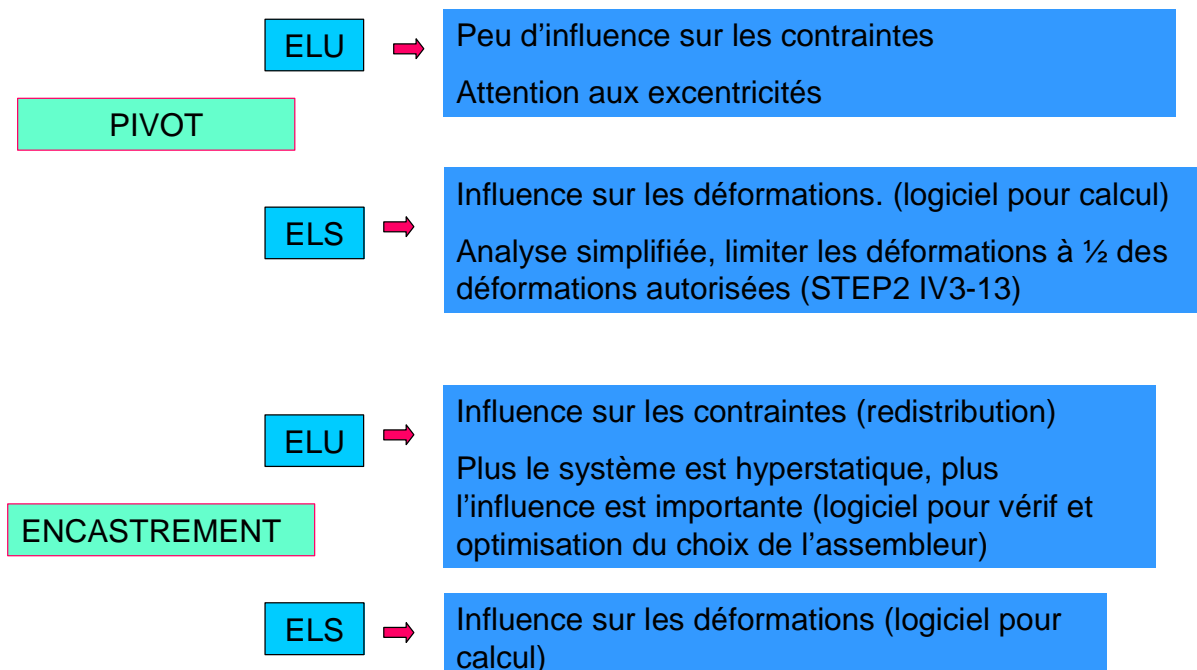 ELU
Peu d’influence sur les contraintes
Attention aux excentricités
PIVOT
ELS
Influence sur les déformations. (logiciel pour calcul)
Analyse simplifiée, limiter les déformations à ½ des
déformations autorisées (STEP2 IV3-13)
ELU
Influence sur les contraintes (redistribution)
Plus le système est hyperstatique, plus
l’influence est importante (logiciel pour vérif et
optimisation du choix de l’assembleur)
ENCASTREMENT
ELS
Influence sur les déformations (logiciel pour
calcul)